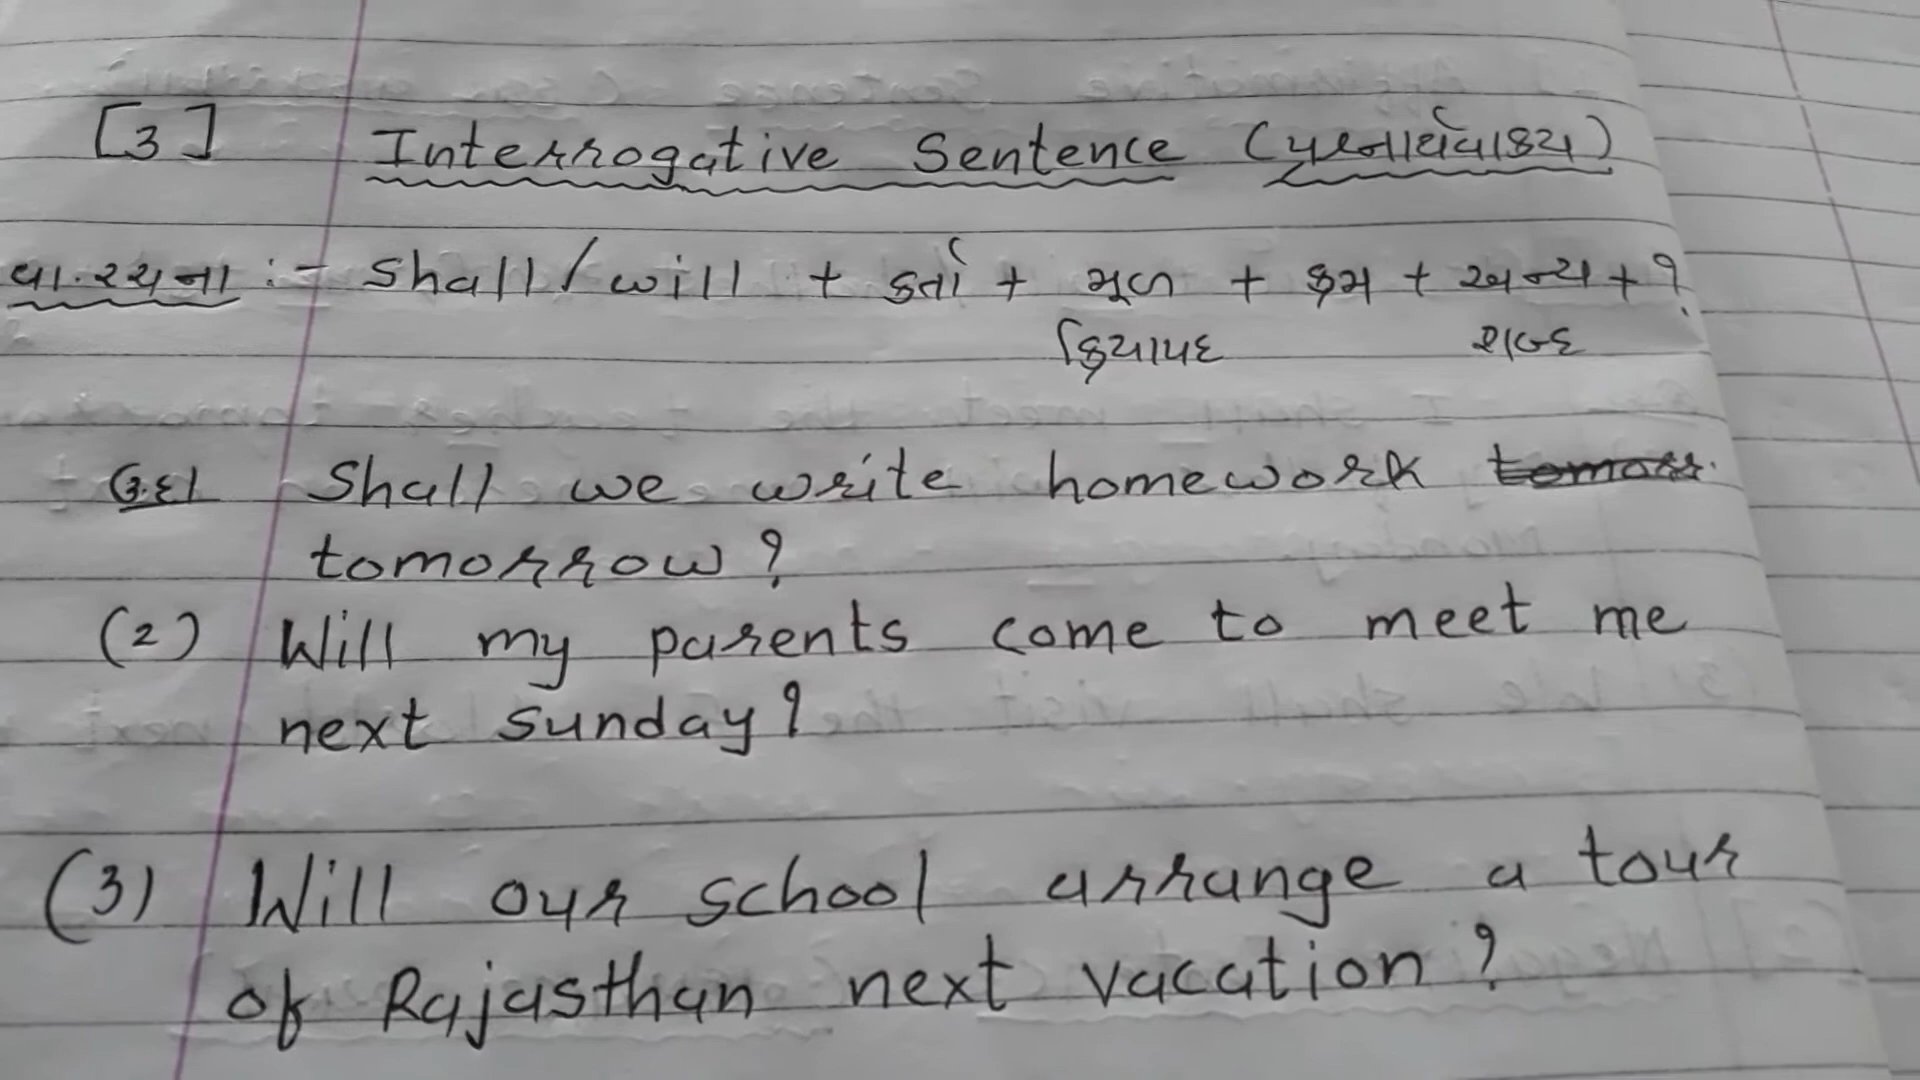 [3] Interrogative Sentence (પ્રશ્નાર્થવાક્ય)
વા.રચના :- Shall/will + કર્તા + મૂળ + કર્મ + અન્ય + ?
ક્રિયાપદ શબ્દ
ઉ.દા Shall we write homework
tomorrow?
(2) Will my parents come to meet me
next sunday?
(3) Will our school arrange a tour
of Rajasthan next vacation?